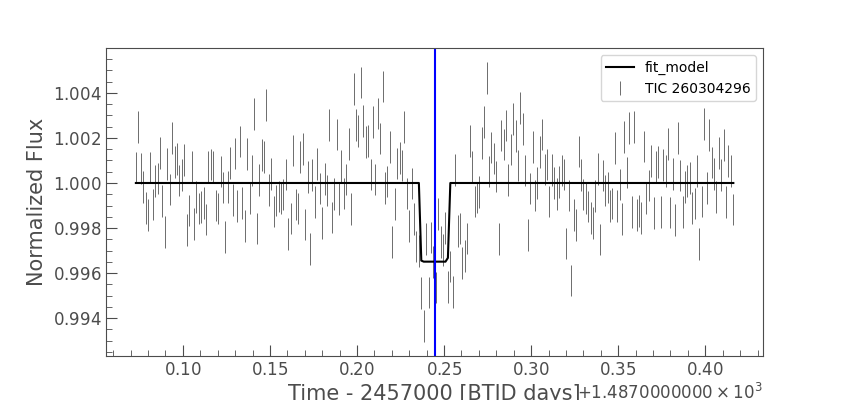 fit_model
TIC 260304296
1.004
1.002
1.000
0.998
0.996
0.994
Normalized Flux
0.10 0.15 0.20 0.25 0.30 0.35 0.40
Time - 2457000 [BTJD days]
+1.4870000000 × 10³